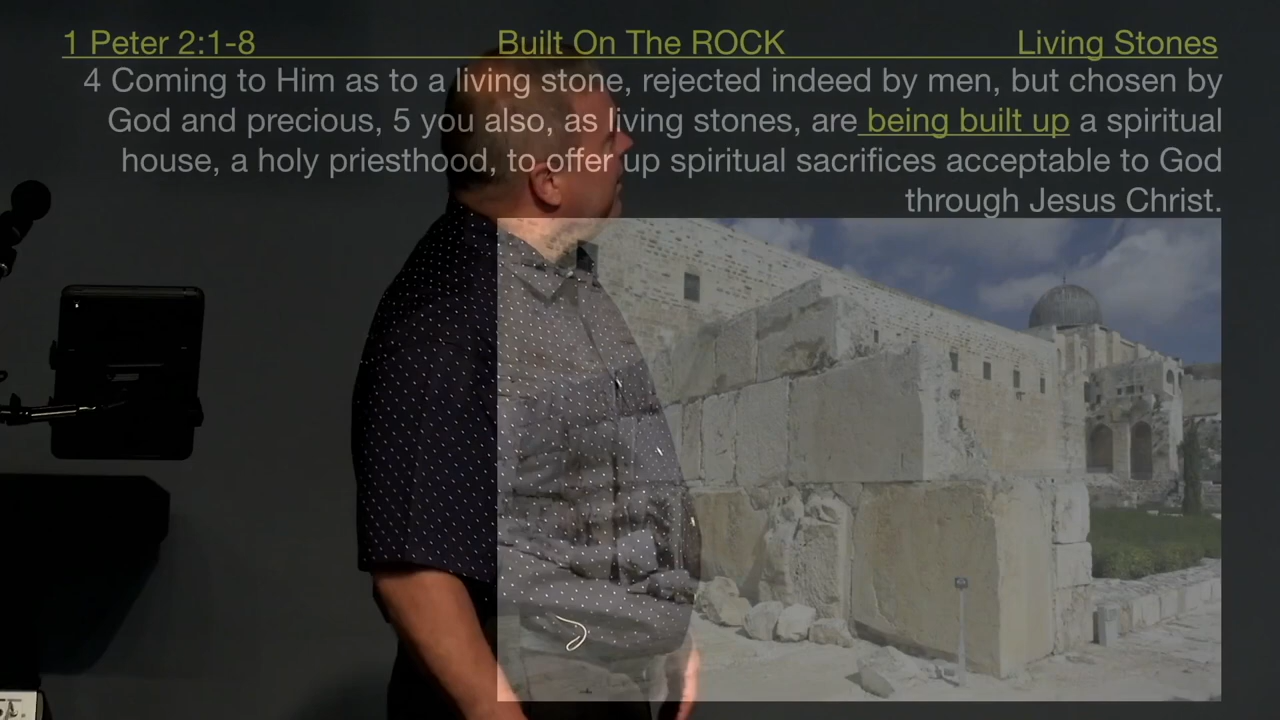 1 Peter 2:1-8 Built On The ROCK Living Stones
4 Coming to Him as to a living stone, rejected indeed by men, but chosen by
God and precious, 5 you also, as living stones, are being built up a spiritual
house, a holy priesthood, to offer up spiritual sacrifices acceptable to God
through Jesus Christ.